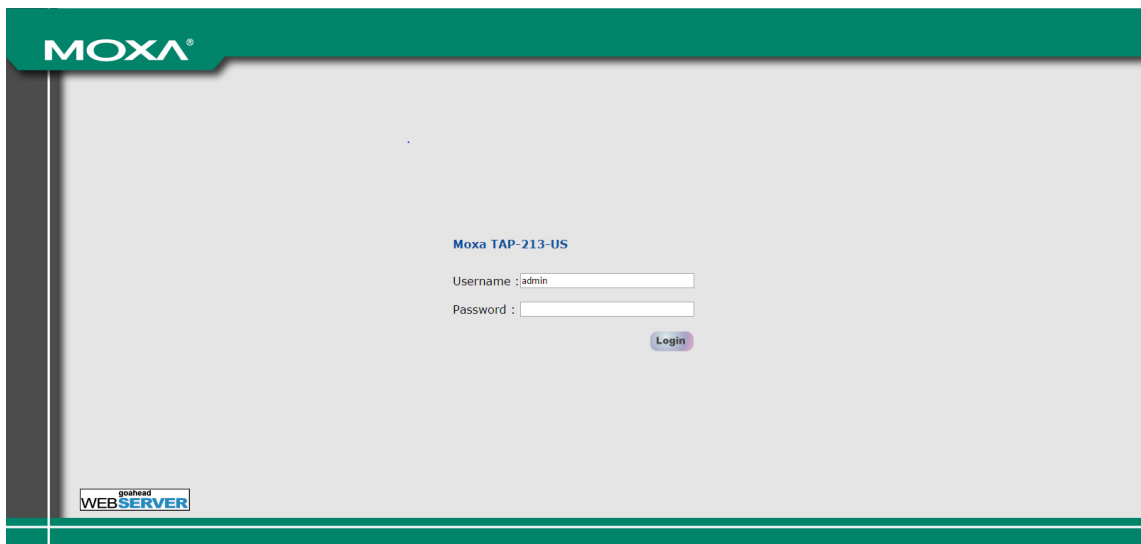 MOXA®
Moxa TAP-213-US
Username : admin
Password :
Login
goahead
WEBSERVER